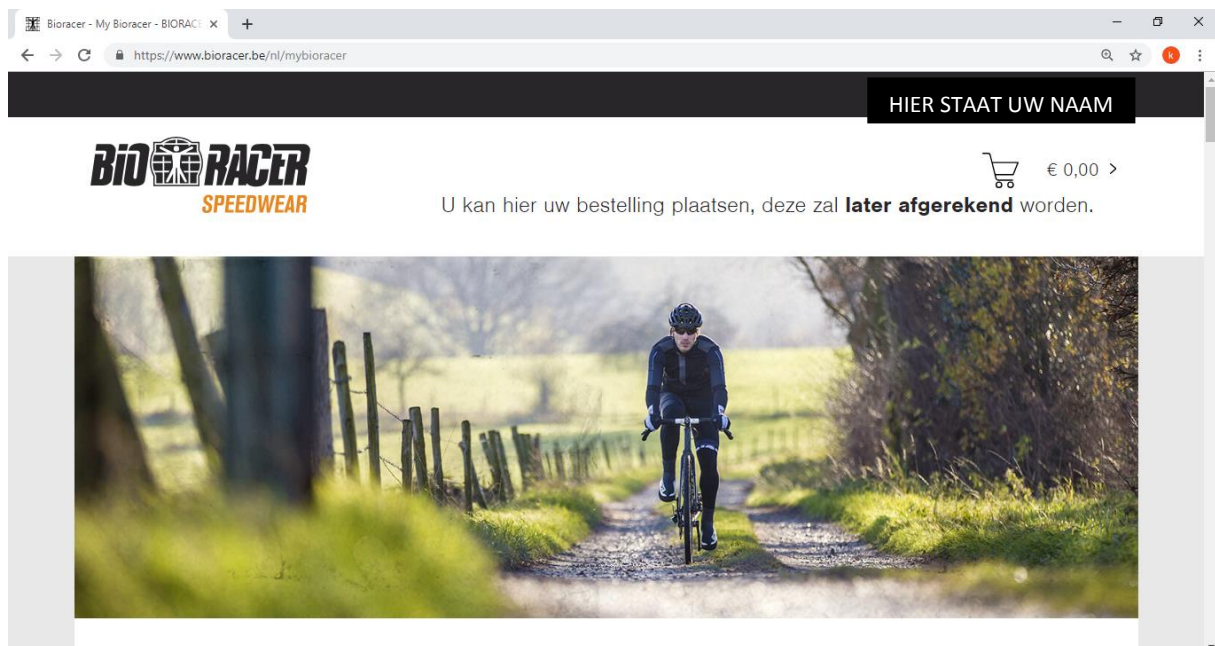 Bioracer - My Bioracer - BIORACE
https://www.bioracer.be/nl/mybioracer
k
HIER STAAT UW NAAM
BIO RACER
SPEEDWEAR
€ 0,00 >
U kan hier uw bestelling plaatsen, deze zal later afgerekend worden.